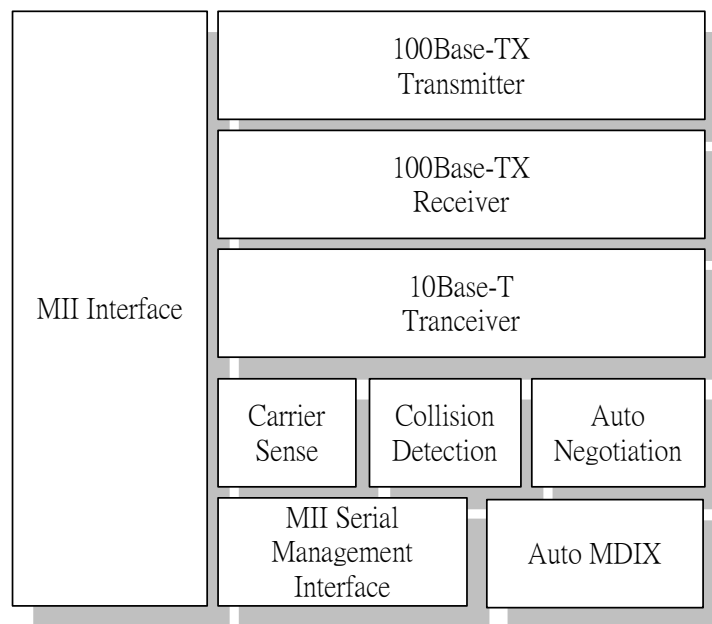 MII Interface
100Base-TX
Transmitter
100Base-TX
Receiver
10Base-T
Tranceiver
Carrier
Sense
Collision
Detection
Auto
Negotiation
MII Serial
Management
Interface
Auto MDIX